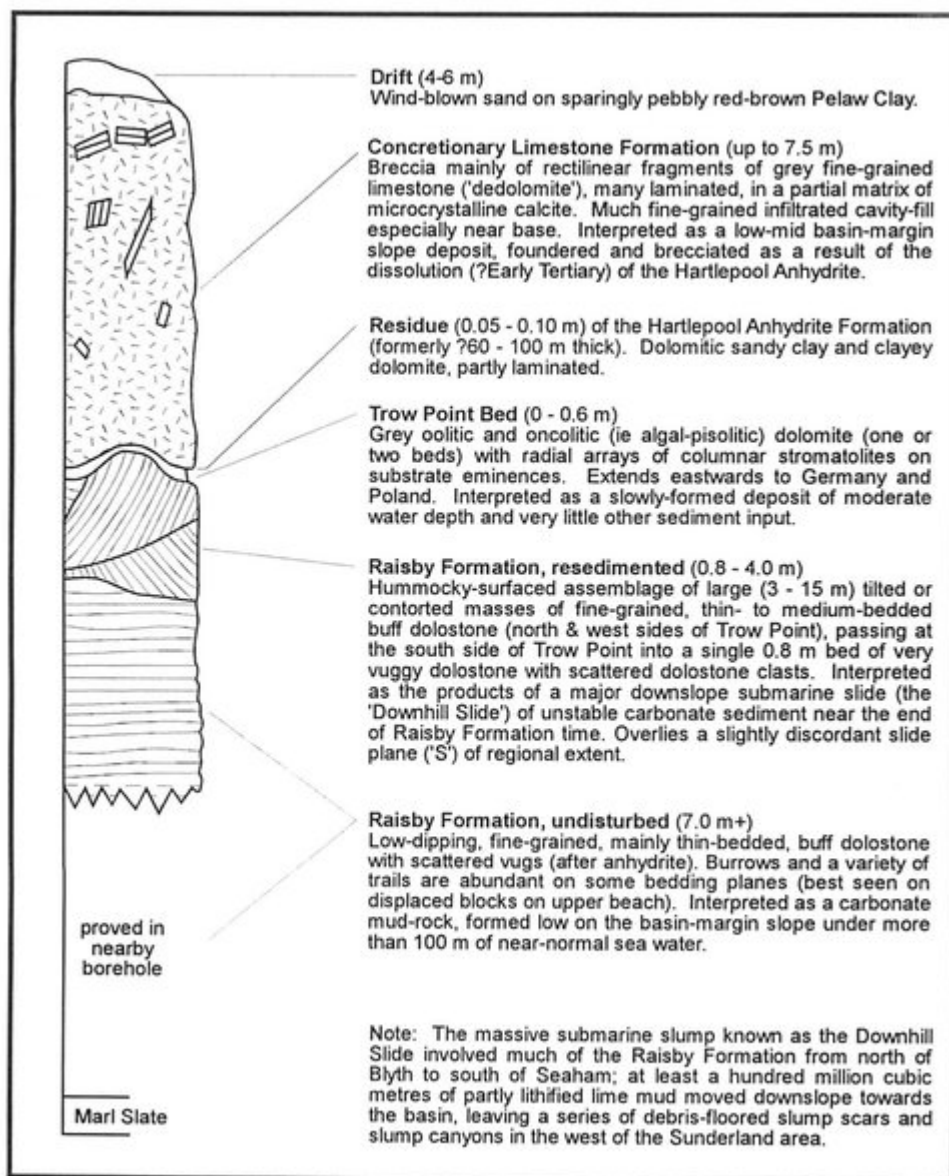 Drift (4-6 m)
Wind-blown sand on sparingly pebbly red-brown Pelaw Clay.
Concretionary Limestone Formation (up to 7.5 m)
Breccia mainly of rectilinear fragments of grey fine-grained
limestone ('dedolomite'), many laminated, in a partial matrix of
microcrystalline calcite. Much fine-grained infiltrated cavity-fill
especially near base. Interpreted as a low-mid basin-margin
slope deposit, foundered and brecciated as a result of the
dissolution (?Early Tertiary) of the Hartlepool Anhydrite.
Residue (0.05 - 0.10 m) of the Hartlepool Anhydrite Formation
(formerly ?60 - 100 m thick). Dolomitic sandy clay and clayey
dolomite, partly laminated.
Trow Point Bed (0 - 0.6 m)
Grey oolitic and oncolitic (ie algal-pisolitic) dolomite (one or
two beds) with radial arrays of columnar stromatolites on
substrate eminences. Extends eastwards to Germany and
Poland. Interpreted as a slowly-formed deposit of moderate
water depth and very little other sediment input.
Raisby Formation, resedimented (0.8 - 4.0 m)
Hummocky-surfaced assemblage of large (3 - 15 m) tilted or
contorted masses of fine-grained, thin- to medium-bedded
buff dolostone (north & west sides of Trow Point), passing at
the south side of Trow Point into a single 0.8 m bed of very
vuggy dolostone with scattered dolostone clasts. Interpreted
as the products of a major downslope submarine slide (the
'Downhill Slide') of unstable carbonate sediment near the end
of Raisby Formation time. Overlies a slightly discordant slide
plane ('S') of regional extent.
Raisby Formation, undisturbed (7.0 m+)
Low-dipping, fine-grained, mainly thin-bedded, buff dolostone
with scattered vugs (after anhydrite). Burrows and a variety of
trails are abundant on some bedding planes (best seen on
displaced blocks on upper beach). Interpreted as a carbonate
mud-rock, formed low on the basin-margin slope under more
than 100 m of near-normal sea water.
proved in
nearby
borehole
Note: The massive submarine slump known as the Downhill
Slide involved much of the Raisby Formation from north of
Blyth to south of Seaham; at least a hundred million cubic
metres of partly lithified lime mud moved downslope towards
the basin, leaving a series of debris-floored slump scars and
slump canyons in the west of the Sunderland area.
Marl Slate